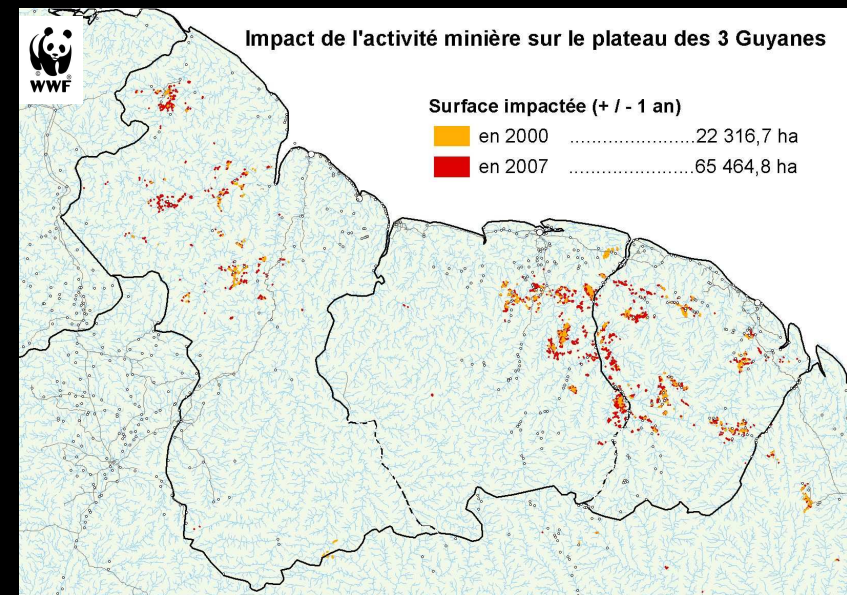 WWF
Impact de l'activité minière sur le plateau des 3 Guyanes
Surface impactée (+ / - 1 an)
en 2000 ......................22 316,7 ha
en 2007 ......................65 464,8 ha